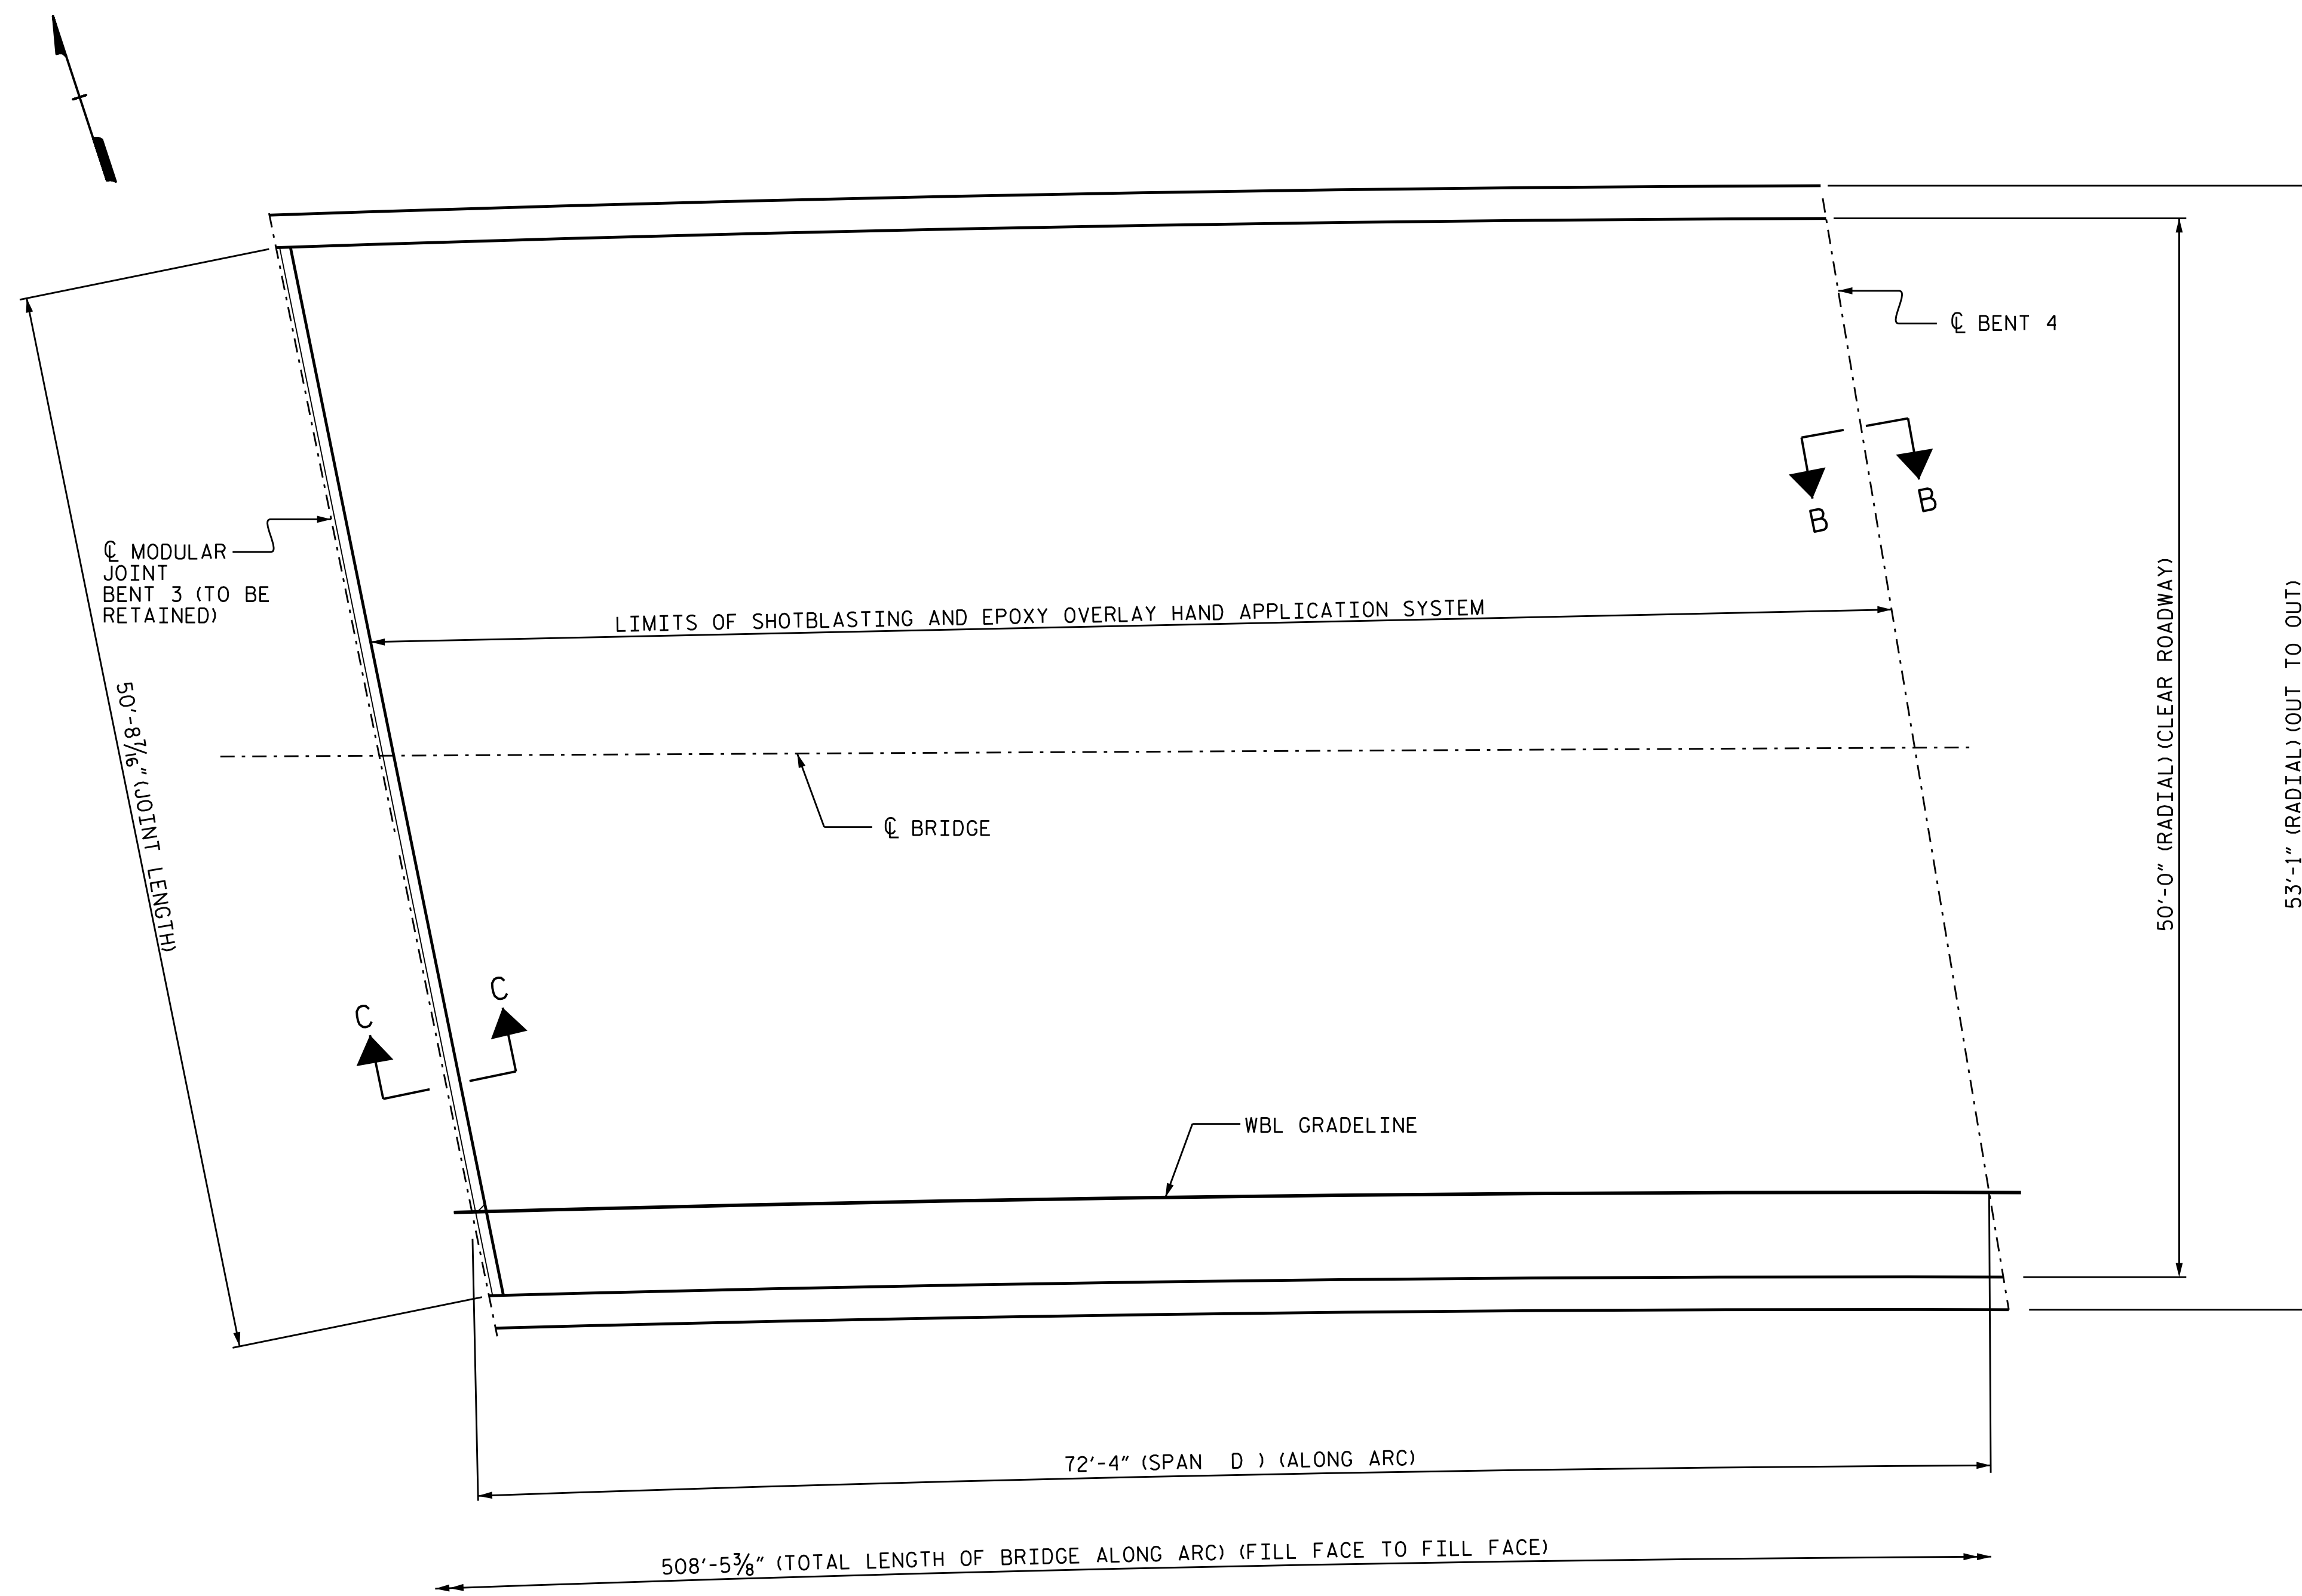 ℄ BENT 4
B
B
℄ MODULAR
JOINT
BENT 3 (TO BE
RETAINED)
LIMITS OF SHOTBLASTING AND EPOXY OVERLAY HAND APPLICATION SYSTEM
50'-0" (RADIAL) (CLEAR ROADWAY)
53'-1" (RADIAL) (OUT TO OUT)
50'-8 7/16" (JOINT LENGTH)
℄ BRIDGE
C
C
WBL GRADELINE
72'-4" (SPAN D ) (ALONG ARC)
508'-5 3/8" (TOTAL LENGTH OF BRIDGE ALONG ARC) (FILL FACE TO FILL FACE)